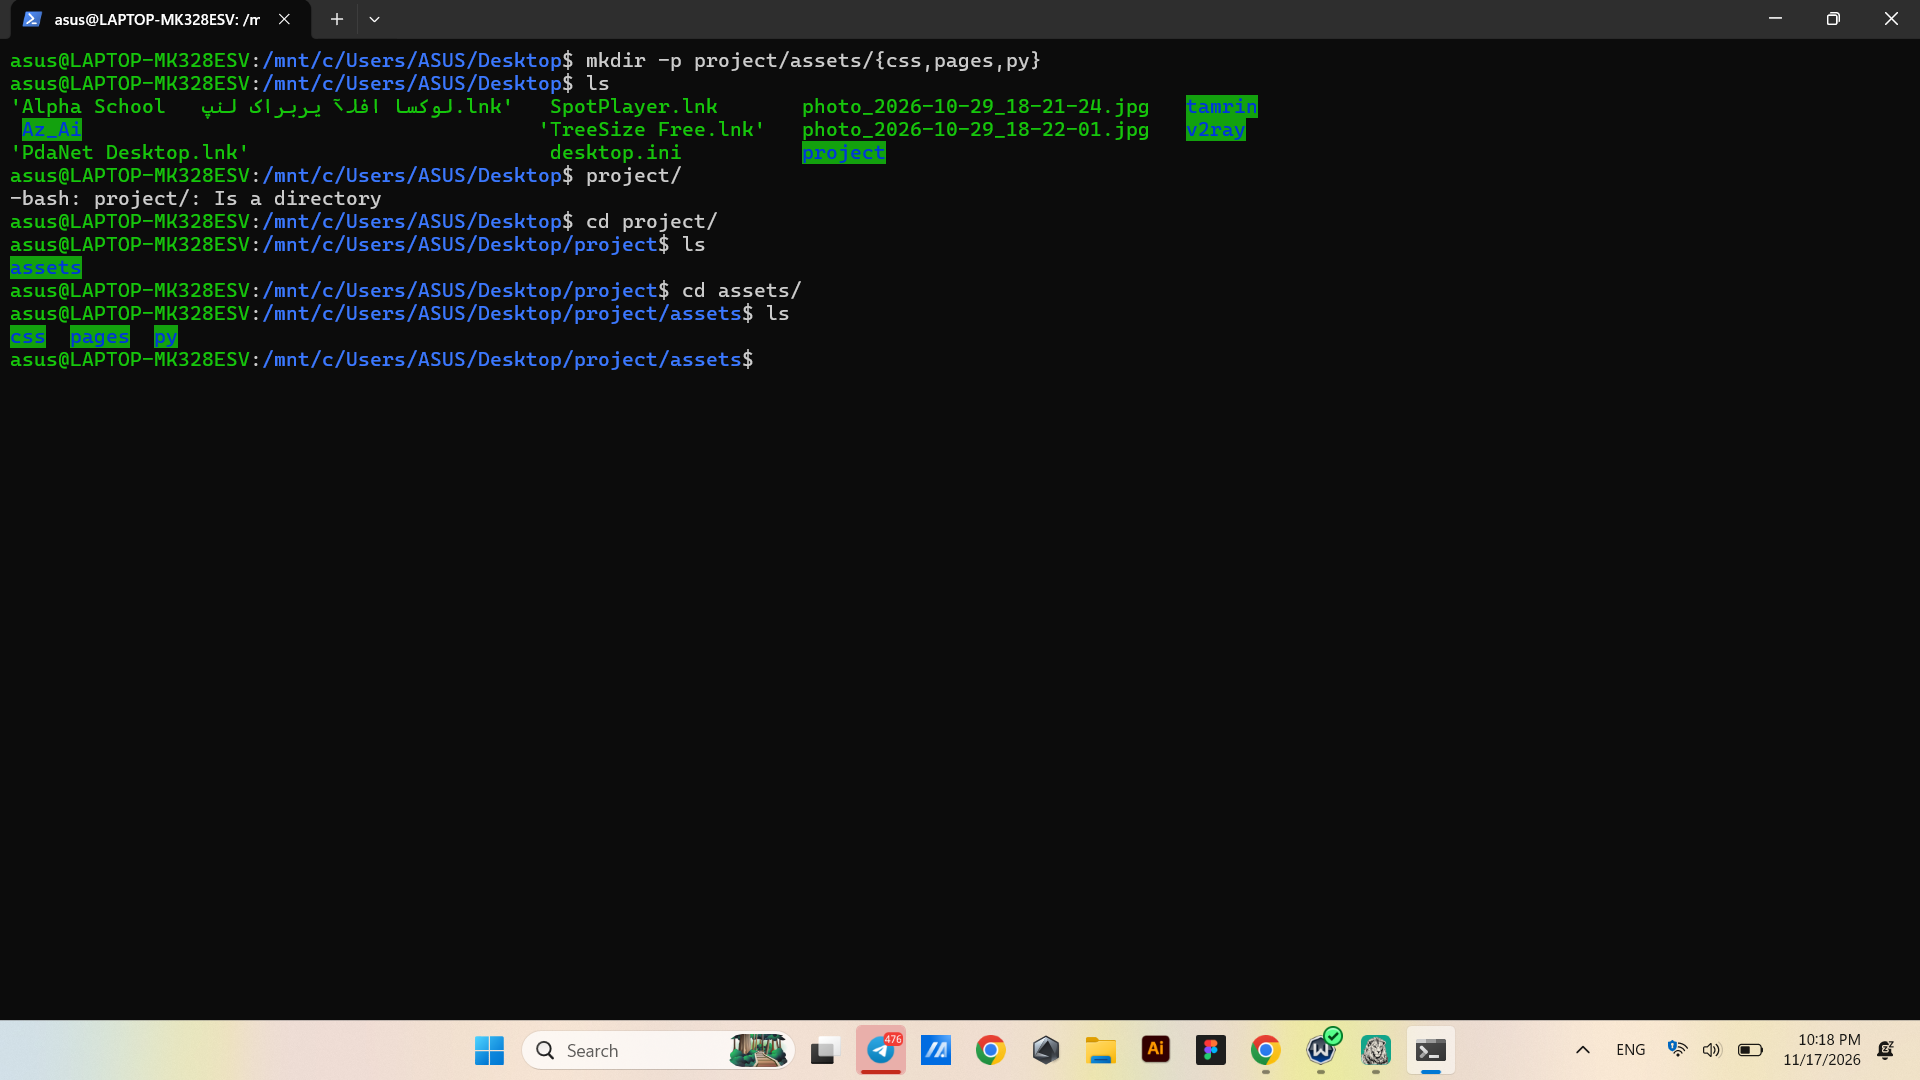 asus@LAPTOP-MK328ESV: /m
asus@LAPTOP-MK328ESV:/mnt/c/Users/ASUS/Desktop$ mkdir -p project/assets/{css,pages,py}
asus@LAPTOP-MK328ESV:/mnt/c/Users/ASUS/Desktop$ ls
'Alpha School   پنل کاربری آلفا اسکول.lnk'   SpotPlayer.lnk   photo_2026-10-29_18-21-24.jpg   tamrin
Az_Ai   'TreeSize Free.lnk'   photo_2026-10-29_18-22-01.jpg   v2ray
'PdaNet Desktop.lnk'   desktop.ini   project
asus@LAPTOP-MK328ESV:/mnt/c/Users/ASUS/Desktop$ project/
-bash: project/: Is a directory
asus@LAPTOP-MK328ESV:/mnt/c/Users/ASUS/Desktop$ cd project/
asus@LAPTOP-MK328ESV:/mnt/c/Users/ASUS/Desktop/project$ ls
assets
asus@LAPTOP-MK328ESV:/mnt/c/Users/ASUS/Desktop/project$ cd assets/
asus@LAPTOP-MK328ESV:/mnt/c/Users/ASUS/Desktop/project/assets$ ls
css  pages  py
asus@LAPTOP-MK328ESV:/mnt/c/Users/ASUS/Desktop/project/assets$
Search
476
Ai
W
ENG
10:18 PM
11/17/2026